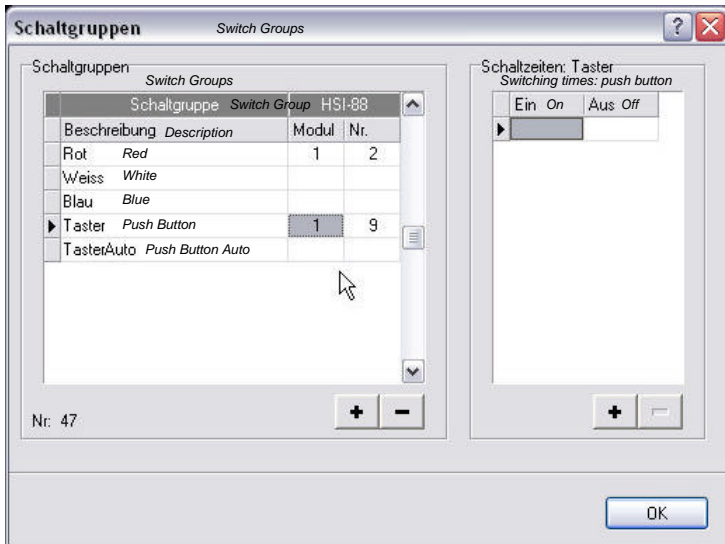 Schaltgruppen Switch Groups
Schaltgruppen
Switch Groups
Schaltgruppe Switch Group HSI-88
Beschreibung Description Modul Nr.
Rot Red 1 2
Weiss White
Blau Blue
Taster Push Button 1 9
TasterAuto Push Button Auto
Nr: 47
+ −
Schaltzeiten: Taster
Switching times: push button
Ein On Aus Off
+ −
OK